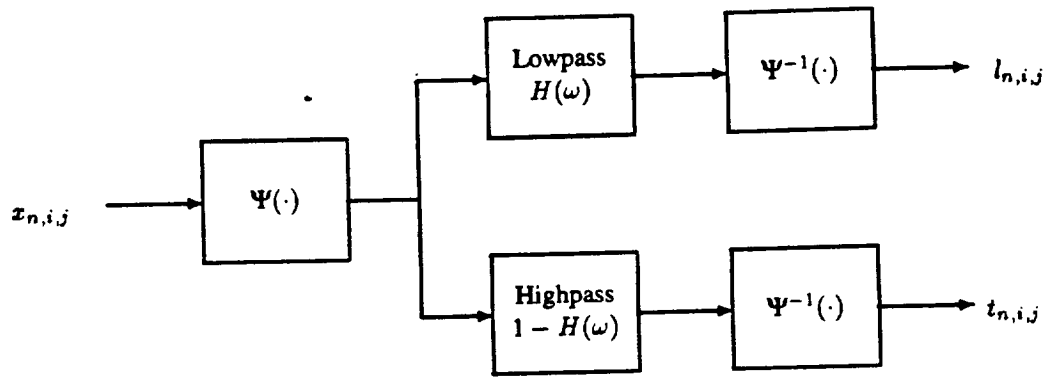 Lowpass
H(ω)
Ψ⁻¹(·)
l_{n,i,j}
x_{n,i,j}
Ψ(·)
Highpass
1 − H(ω)
Ψ⁻¹(·)
t_{n,i,j}